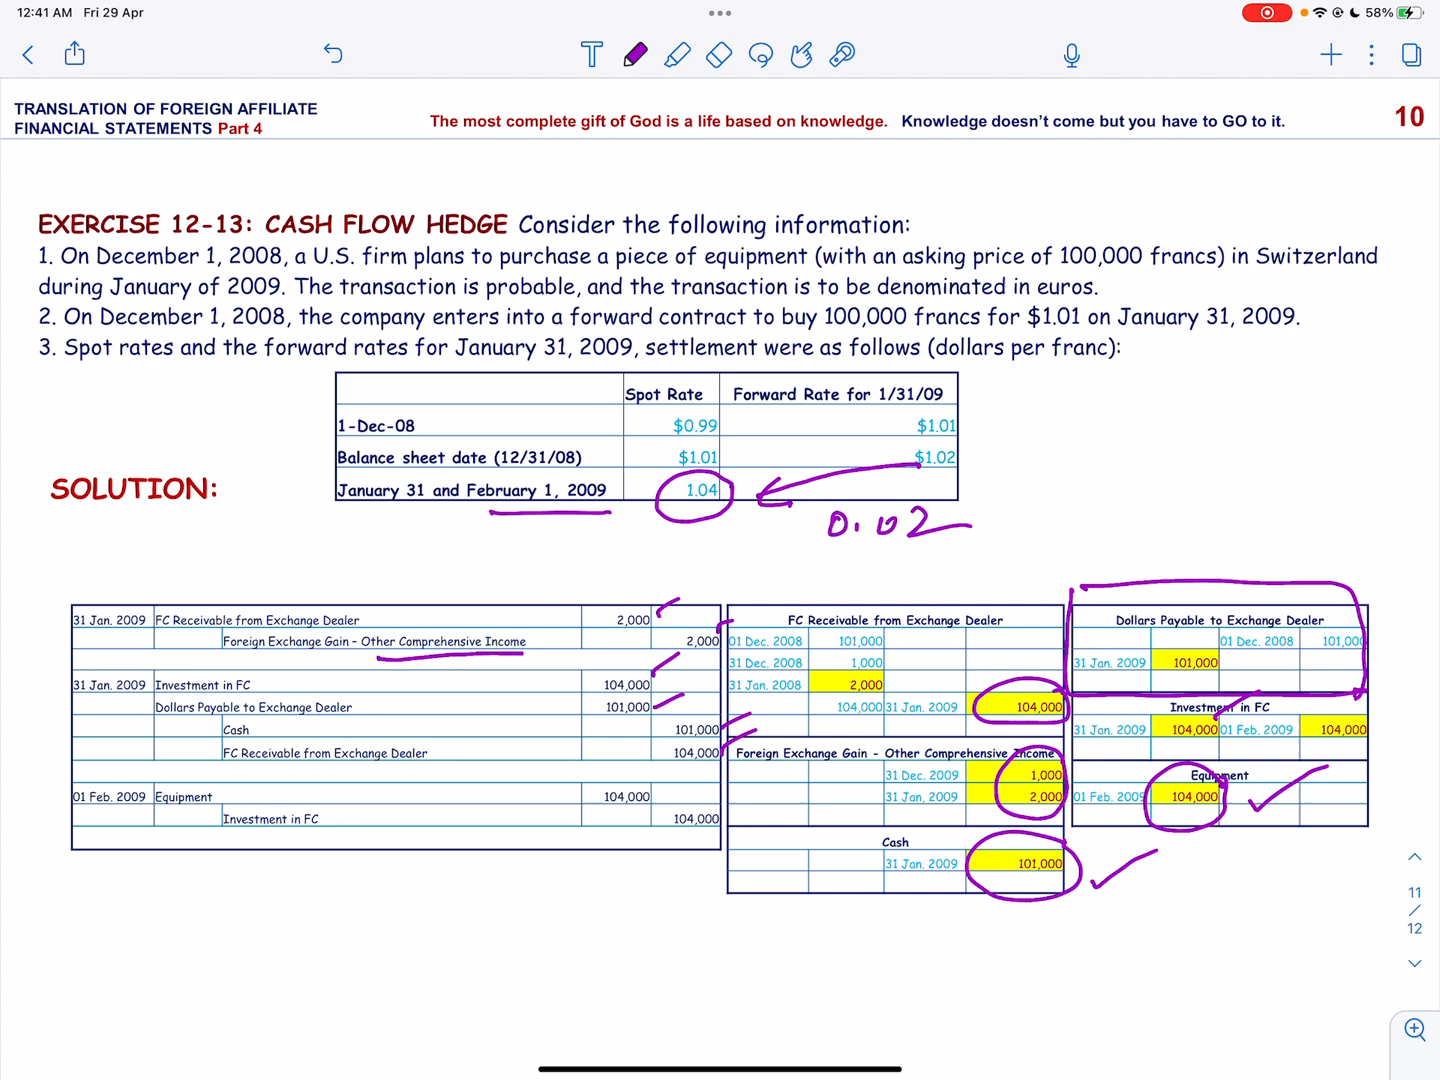 12:41 AM Fri 29 Apr
58%
TRANSLATION OF FOREIGN AFFILIATE
FINANCIAL STATEMENTS Part 4
The most complete gift of God is a life based on knowledge. Knowledge doesn't come but you have to GO to it.
10
EXERCISE 12-13: CASH FLOW HEDGE Consider the following information:
1. On December 1, 2008, a U.S. firm plans to purchase a piece of equipment (with an asking price of 100,000 francs) in Switzerland
during January of 2009. The transaction is probable, and the transaction is to be denominated in euros.
2. On December 1, 2008, the company enters into a forward contract to buy 100,000 francs for $1.01 on January 31, 2009.
3. Spot rates and the forward rates for January 31, 2009, settlement were as follows (dollars per franc):
Spot Rate Forward Rate for 1/31/09
1-Dec-08 $0.99 $1.01
Balance sheet date (12/31/08) $1.01 $1.02
January 31 and February 1, 2009 1.04
SOLUTION:
0.02
31 Jan. 2009 FC Receivable from Exchange Dealer 2,000
Foreign Exchange Gain - Other Comprehensive Income 2,000
31 Jan. 2009 Investment in FC 104,000
Dollars Payable to Exchange Dealer 101,000
Cash 101,000
FC Receivable from Exchange Dealer 104,000
01 Feb. 2009 Equipment 104,000
Investment in FC 104,000
FC Receivable from Exchange Dealer
01 Dec. 2008 101,000
31 Dec. 2008 1,000
31 Jan. 2008 2,000
104,000 31 Jan. 2009 104,000
Foreign Exchange Gain - Other Comprehensive Income
31 Dec. 2009 1,000
31 Jan, 2009 2,000
Cash
31 Jan. 2009 101,000
Dollars Payable to Exchange Dealer
01 Dec. 2008 101,000
31 Jan. 2009 101,000
Investment in FC
31 Jan. 2009 104,000 01 Feb. 2009 104,000
Equipment
01 Feb. 2009 104,000
11
/
12